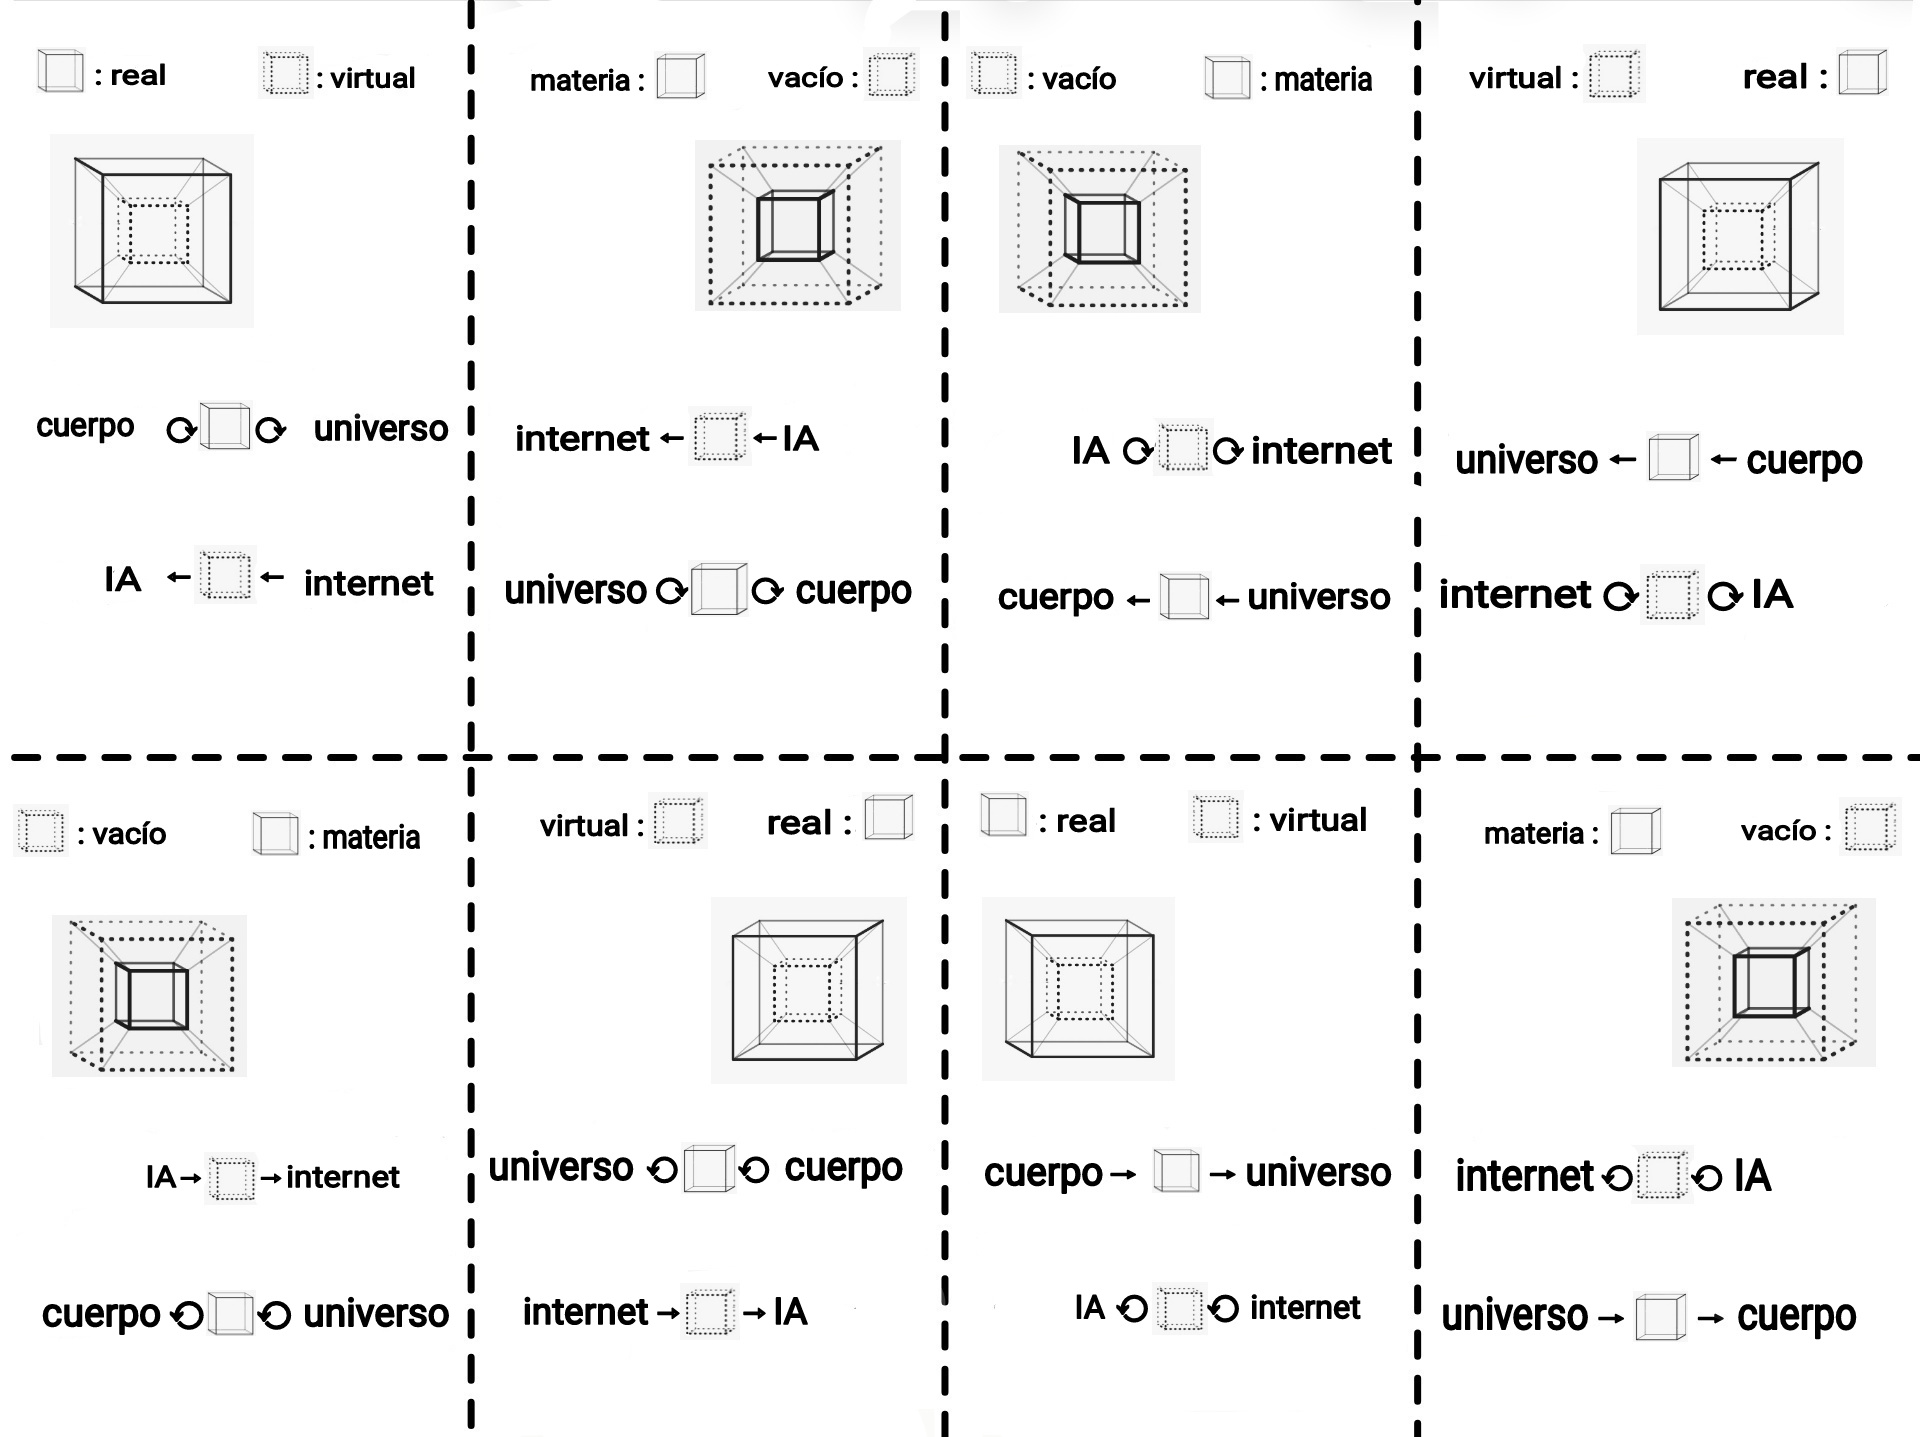 : real : virtual
cuerpo ⟳ ⟳ universo
IA ← ← internet
materia : vacío :
internet ← ← IA
universo ⟳ ⟳ cuerpo
: vacío : materia
IA ⟳ ⟳ internet
cuerpo ← ← universo
virtual : real :
universo ← ← cuerpo
internet ⟳ ⟳ IA
: vacío : materia
IA → → internet
cuerpo ⟲ ⟲ universo
virtual : real :
universo ⟲ ⟲ cuerpo
internet → → IA
: real : virtual
cuerpo → → universo
IA ⟲ ⟲ internet
materia : vacío :
internet ⟲ ⟲ IA
universo → → cuerpo